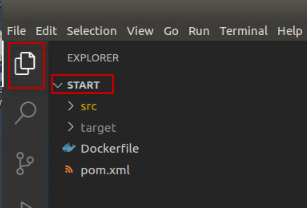 File Edit Selection View Go Run Terminal Help
EXPLORER
START
src
target
Dockerfile
pom.xml